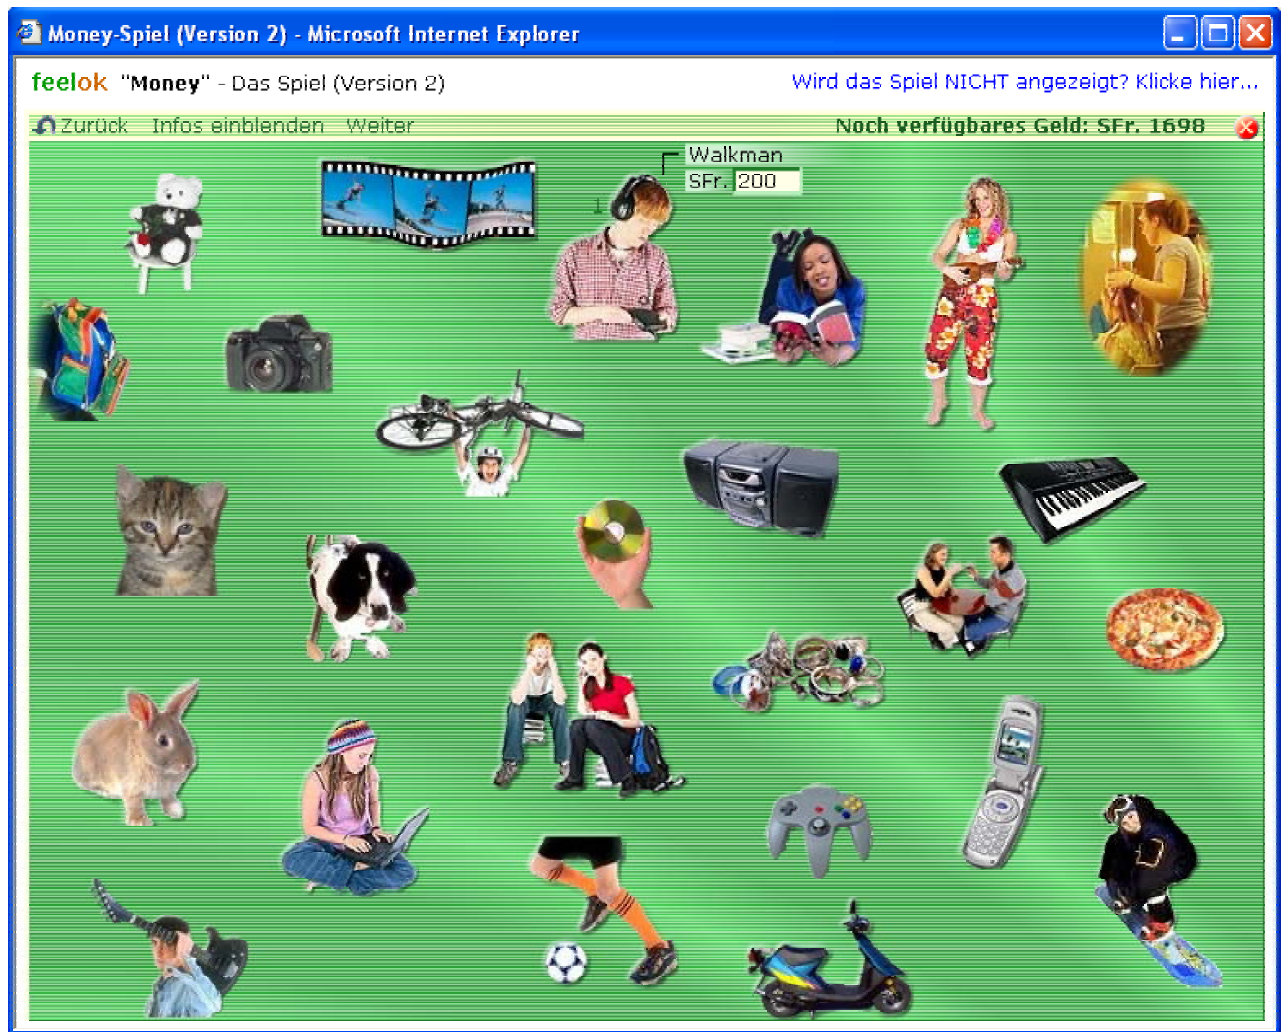 Money-Spiel (Version 2) - Microsoft Internet Explorer
feelok "Money" - Das Spiel (Version 2) Wird das Spiel NICHT angezeigt? Klicke hier...
Zurück Infos einblenden Weiter Noch verfügbares Geld: SFr. 1698
Walkman
SFr. 200
1